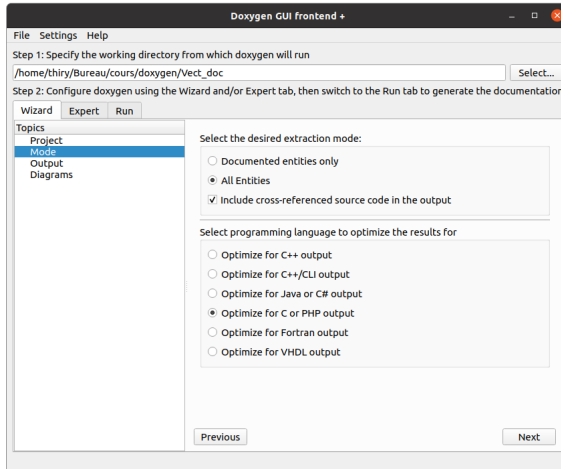 Doxygen GUI frontend +
File Settings Help
Step 1: Specify the working directory from which doxygen will run
/home/thiry/Bureau/cours/doxygen/Vect_doc Select...
Step 2: Configure doxygen using the Wizard and/or Expert tab, then switch to the Run tab to generate the documentation
Wizard Expert Run
Topics
Project
Mode
Output
Diagrams
Select the desired extraction mode:
Documented entities only
All Entities
Include cross-referenced source code in the output
Select programming language to optimize the results for
Optimize for C++ output
Optimize for C++/CLI output
Optimize for Java or C# output
Optimize for C or PHP output
Optimize for Fortran output
Optimize for VHDL output
Previous Next